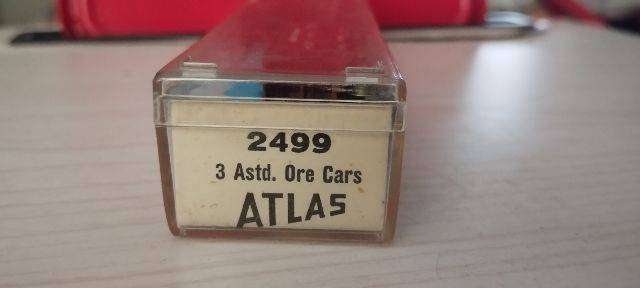 2499
3 Astd. Ore Cars
ATLAS